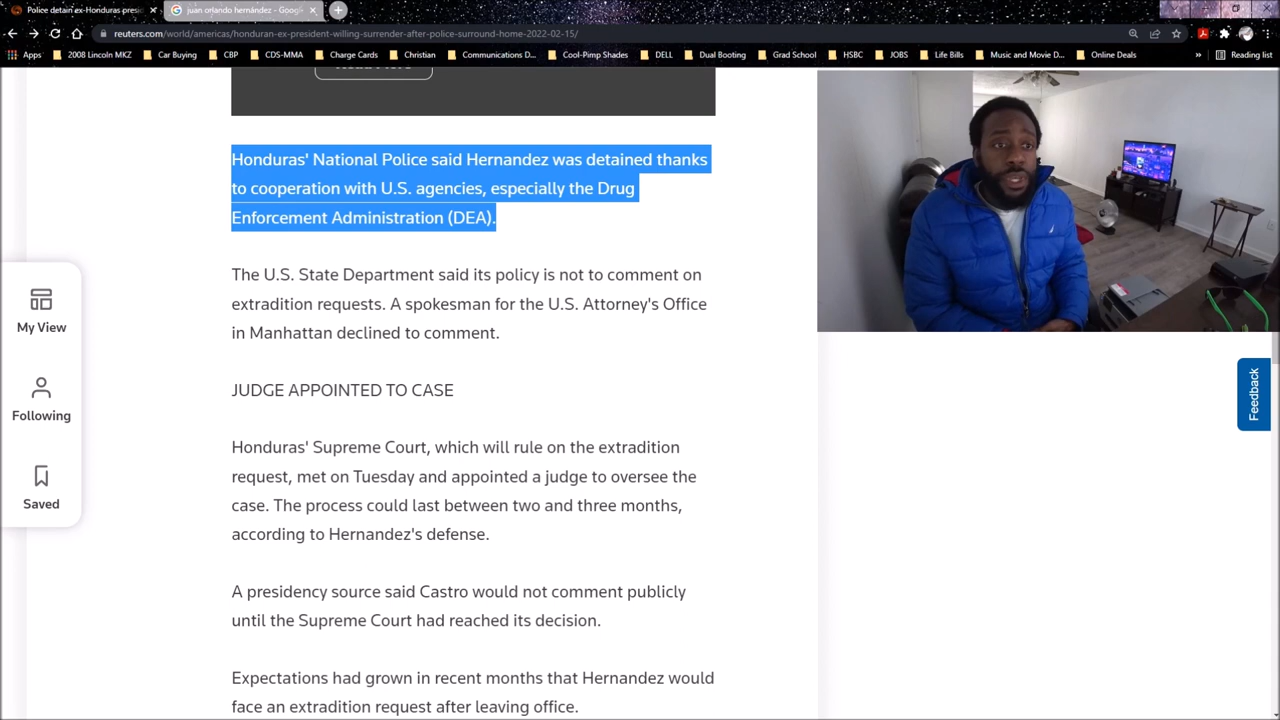 Police detain ex-Honduras presi
juan orlando hernández - Googl
reuters.com/world/americas/honduran-ex-president-willing-surrender-after-police-surround-home-2022-02-15/
Apps 2008 Lincoln MKZ Car Buying CBP CDS-MMA Charge Cards Christian Communications D... Cool-Pimp Shades DELL Dual Booting Grad School HSBC JOBS Life Bills Music and Movie D... Online Deals » Reading list
Honduras' National Police said Hernandez was detained thanks
to cooperation with U.S. agencies, especially the Drug
Enforcement Administration (DEA).
The U.S. State Department said its policy is not to comment on
extradition requests. A spokesman for the U.S. Attorney's Office
in Manhattan declined to comment.
JUDGE APPOINTED TO CASE
Honduras' Supreme Court, which will rule on the extradition
request, met on Tuesday and appointed a judge to oversee the
case. The process could last between two and three months,
according to Hernandez's defense.
A presidency source said Castro would not comment publicly
until the Supreme Court had reached its decision.
Expectations had grown in recent months that Hernandez would
face an extradition request after leaving office.
My View
Following
Saved
Feedback